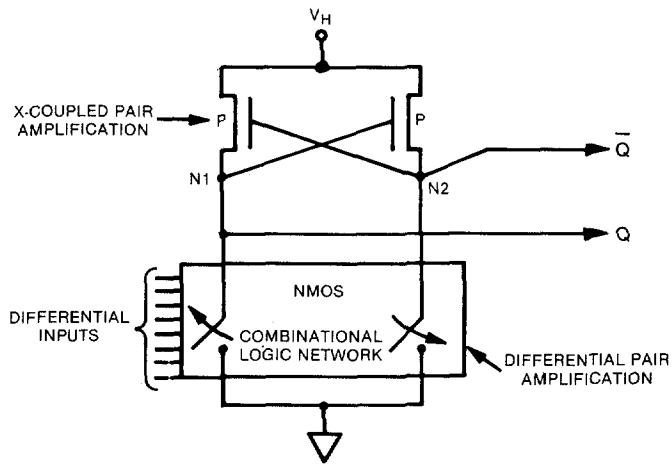 V_H
X-COUPLED PAIR
AMPLIFICATION
P
P
N1
N2
Q̅
Q
NMOS
DIFFERENTIAL
INPUTS
COMBINATIONAL
LOGIC NETWORK
DIFFERENTIAL PAIR
AMPLIFICATION